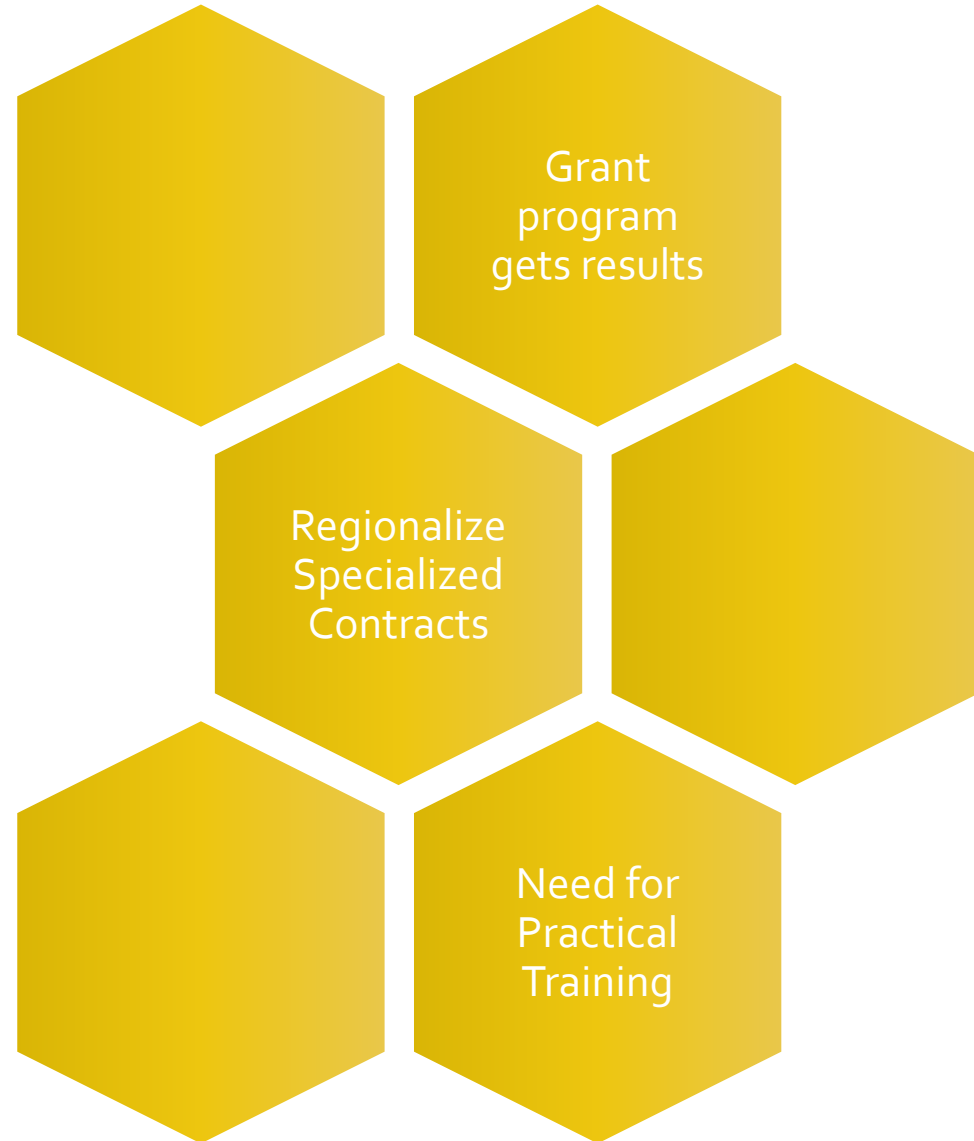 Grant
program
gets results
Regionalize
Specialized
Contracts
Need for
Practical
Training